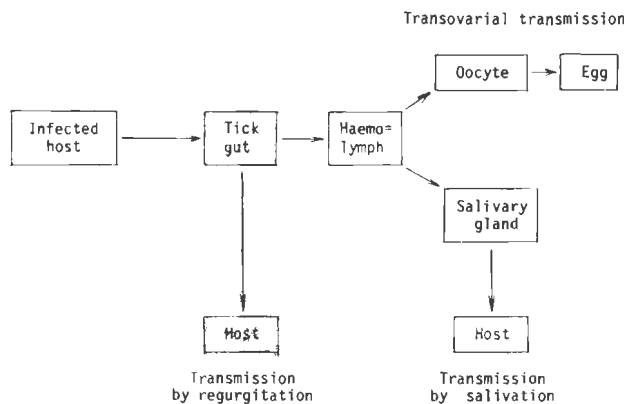 Transovarial transmission
Oocyte
Egg
Infected
host
Tick
gut
Haemo=
lymph
Salivary
gland
Host
Host
Transmission
by regurgitation
Transmission
by salivation